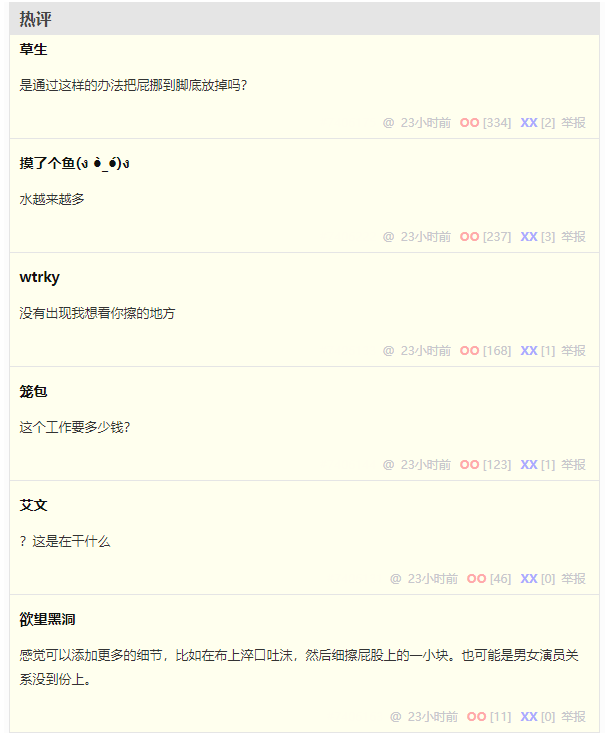 热评
草生
是通过这样的办法把屁挪到脚底放掉吗？
@ 23小时前 OO [334] XX [2] 举报
摸了个鱼(ง •̀_•́)ง
水越来越多
@ 23小时前 OO [237] XX [3] 举报
wtrky
没有出现我想看你擦的地方
@ 23小时前 OO [168] XX [1] 举报
笼包
这个工作要多少钱？
@ 23小时前 OO [123] XX [1] 举报
艾文
？这是在干什么
@ 23小时前 OO [46] XX [0] 举报
欲望黑洞
感觉可以添加更多的细节，比如在布上淬口吐沫，然后细擦屁股上的一小块。也可能是男女演员关
系没到份上。
@ 23小时前 OO [11] XX [0] 举报